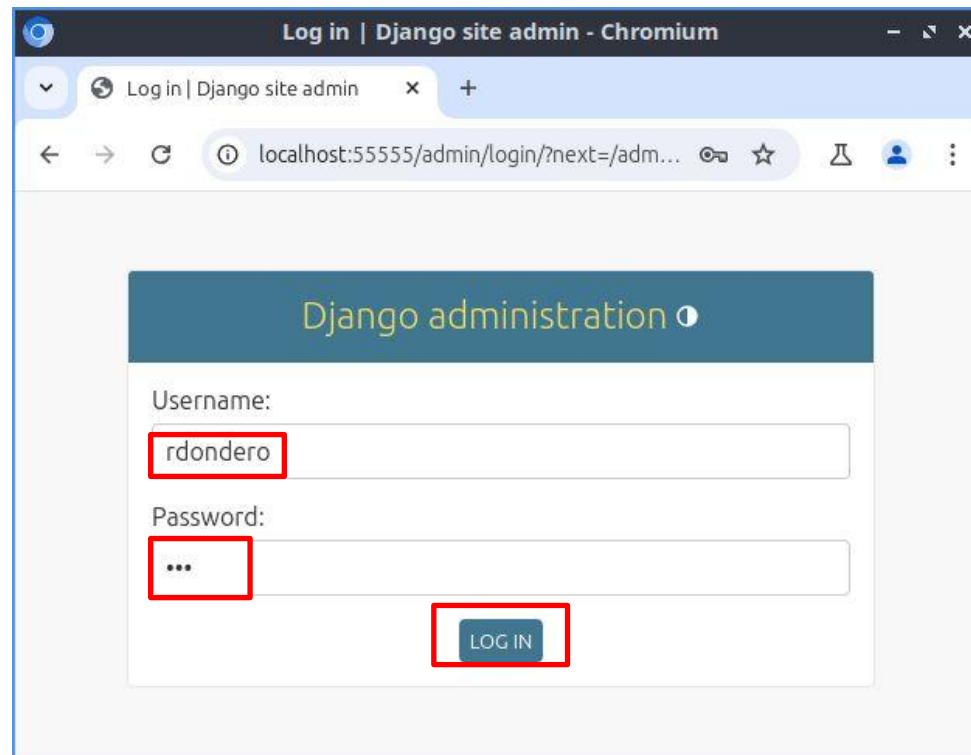 Log in | Django site admin - Chromium
Log in | Django site admin
localhost:55555/admin/login/?next=/adm...
Django administration
Username:
rdondero
Password:
•••
LOG IN